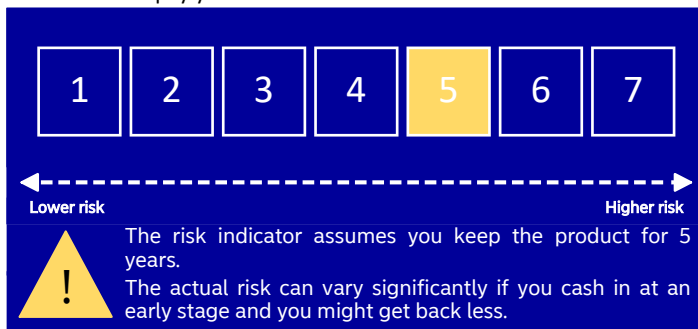 1 2 3 4 5 6 7
Lower risk Higher risk
The risk indicator assumes you keep the product for 5
years.
!
The actual risk can vary significantly if you cash in at an
early stage and you might get back less.